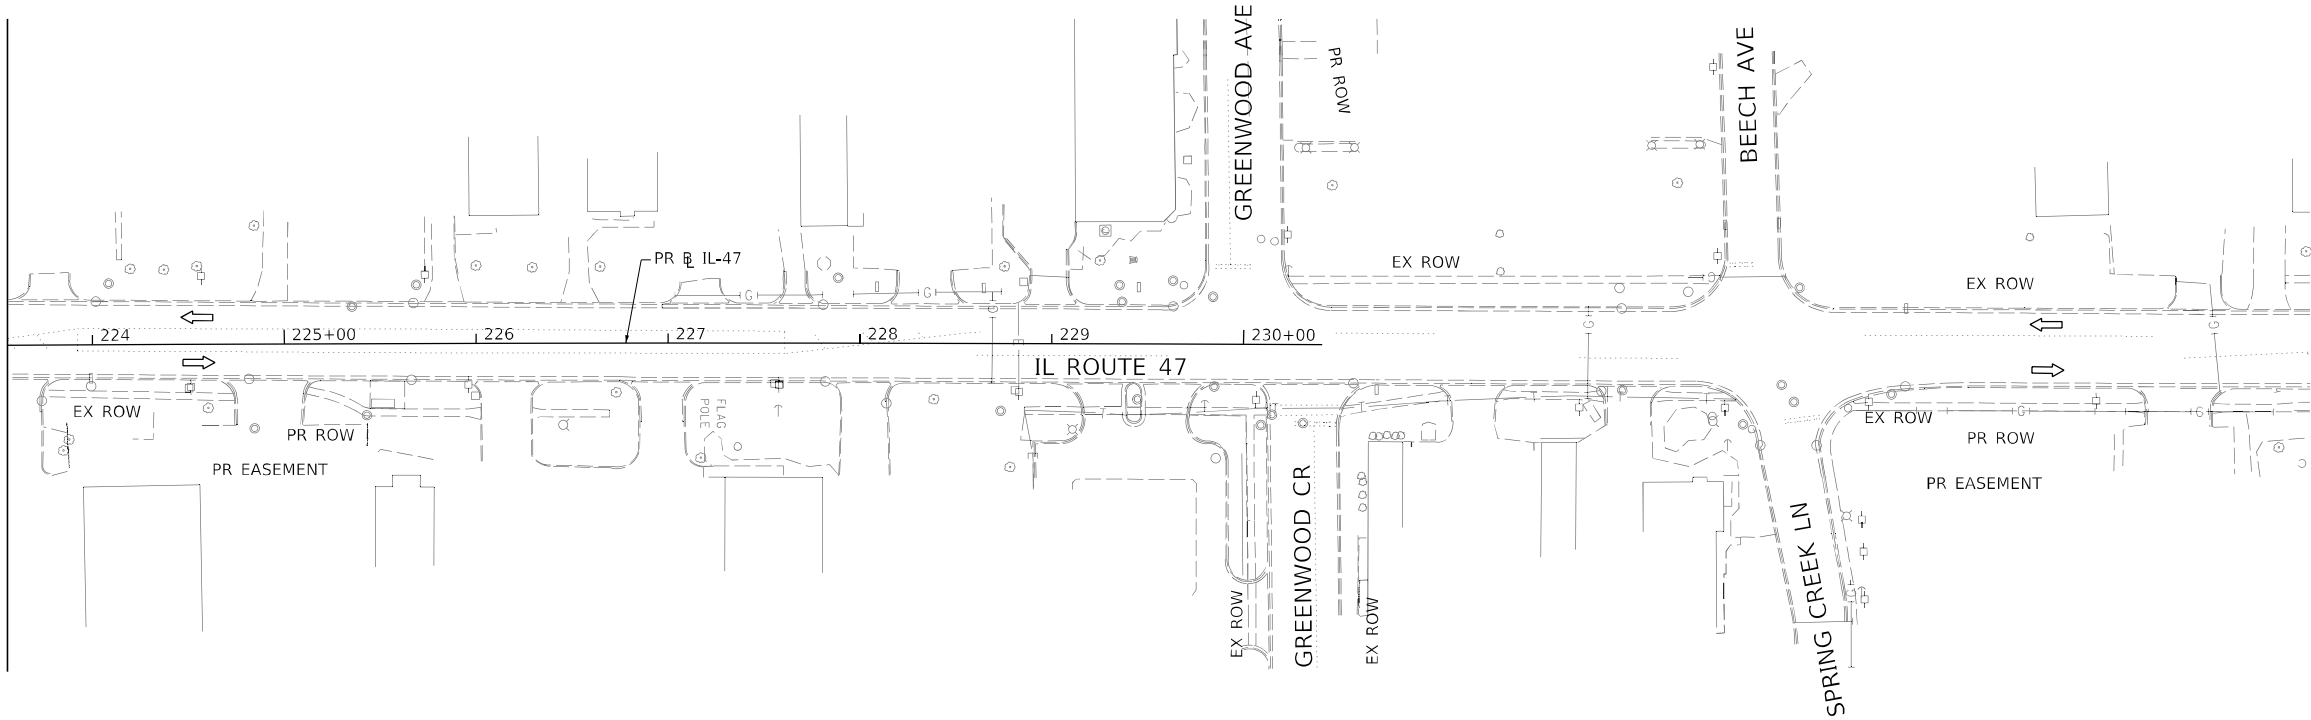 GREENWOOD AVE
PR ROW
BEECH AVE
PR ⅊ IL-47
EX ROW
EX ROW
G
G
G
G
G
224
225+00
226
227
228
229
230+00
IL ROUTE 47
EX ROW
PR ROW
PR EASEMENT
FLAG
POLE
EX ROW
GREENWOOD CR
EX ROW
SPRING CREEK LN
EX ROW
G
G
PR ROW
PR EASEMENT